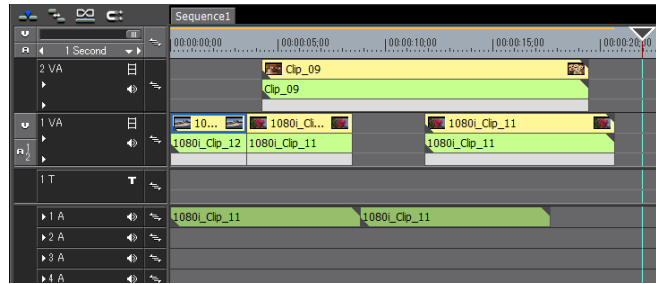 Sequence1
V
A 1 Second 00:00:00;00 00:00:05;00 00:00:10;00 00:00:15;00 00:00:20;00
2 VA Clip_09
Clip_09
V 1 VA 10... 1080i_Cli... 1080i_Clip_11
A 1 2 1080i_Clip_12 1080i_Clip_11 1080i_Clip_11
1 T T
1 A 1080i_Clip_11 1080i_Clip_11
2 A
3 A
4 A